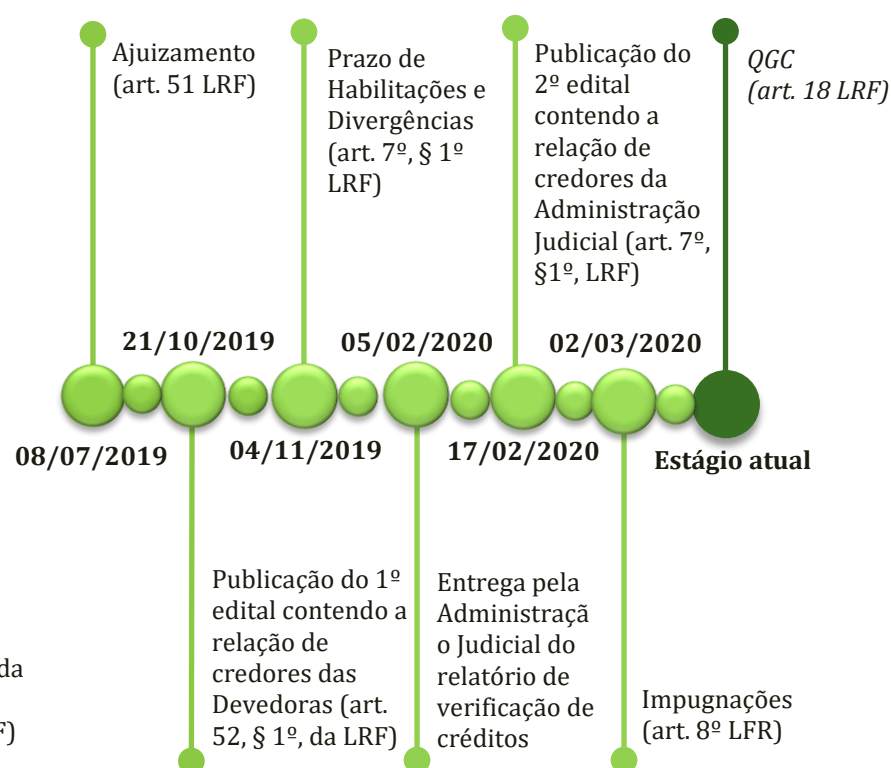 Ajuizamento
(art. 51 LRF)
Prazo de
Habilitações e
Divergências
(art. 7º, § 1º
LRF)
Publicação do
2º edital
contendo a
relação de
credores da
Administração
Judicial (art. 7º,
§1º, LRF)
QGC
(art. 18 LRF)
21/10/2019
05/02/2020
02/03/2020
08/07/2019
04/11/2019
17/02/2020
Estágio atual
da
F)
Publicação do 1º
edital contendo a
relação de
credores das
Devedoras (art.
52, § 1º, da LRF)
Entrega pela
Administraçã
o Judicial do
relatório de
verificação de
créditos
Impugnações
(art. 8º LFR)